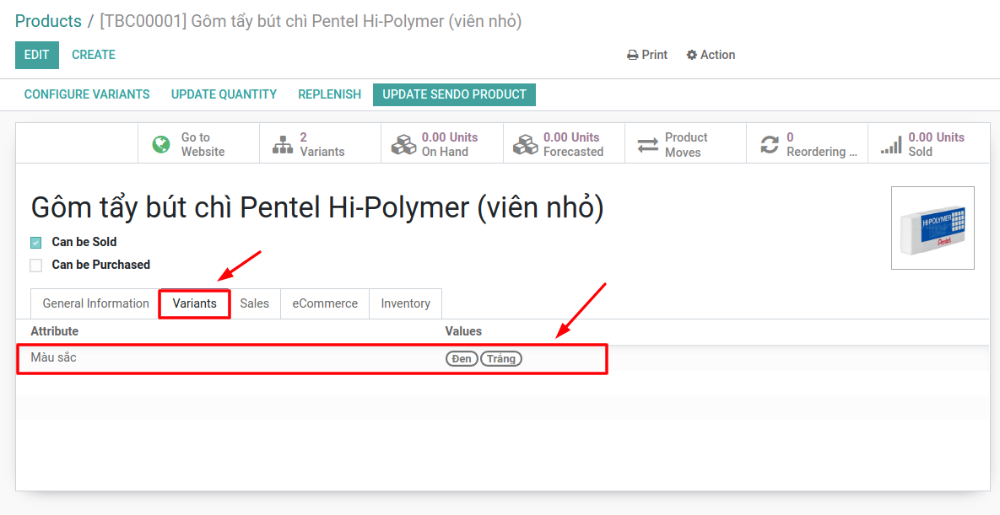 Products / [TBC00001] Gôm tẩy bút chì Pentel Hi-Polymer (viên nhỏ)
EDIT CREATE Print Action
CONFIGURE VARIANTS UPDATE QUANTITY REPLENISH UPDATE SENDO PRODUCT
Go to Website
2 Variants
0.00 Units On Hand
0.00 Units Forecasted
Product Moves
0 Reordering ...
0.00 Units Sold
Gôm tẩy bút chì Pentel Hi-Polymer (viên nhỏ)
HI-POLYMER
Pentel
Can be Sold
Can be Purchased
General Information Variants Sales eCommerce Inventory
Attribute Values
Màu sắc Đen Trắng